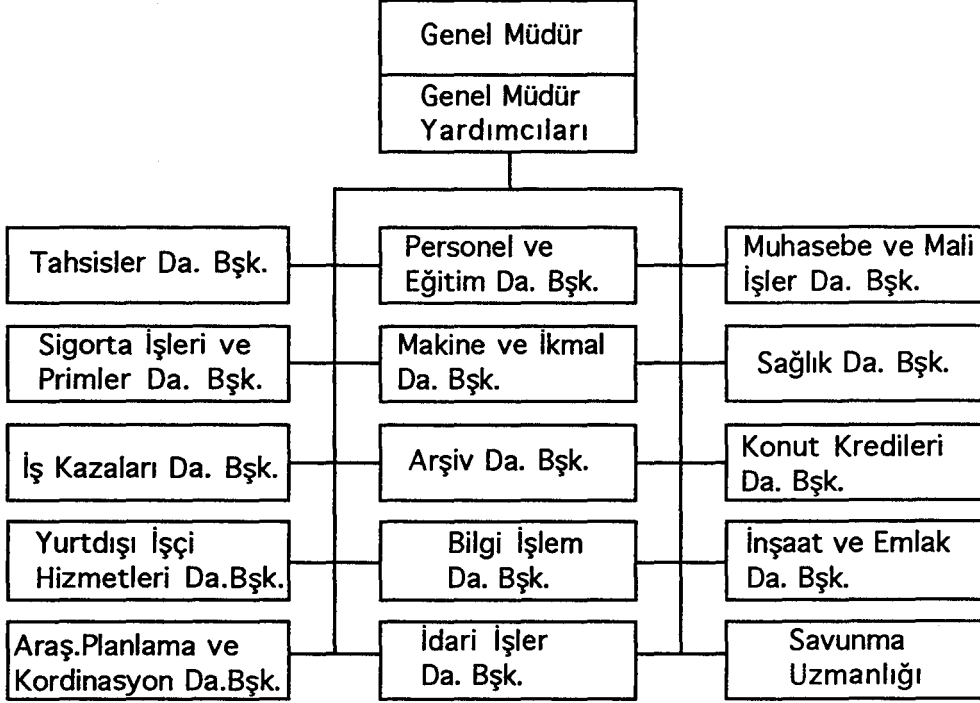 Genel Müdür
Genel Müdür
Yardımcıları
Tahsisler Da. Bşk.
Personel ve
Eğitim Da. Bşk.
Muhasebe ve Mali
İşler Da. Bşk.
Sigorta İşleri ve
Primler Da. Bşk.
Makine ve İkmal
Da. Bşk.
Sağlık Da. Bşk.
İş Kazaları Da. Bşk.
Arşiv Da. Bşk.
Konut Kredileri
Da. Bşk.
Yurtdışı İşçi
Hizmetleri Da.Bşk.
Bilgi İşlem
Da. Bşk.
İnşaat ve Emlak
Da. Bşk.
Araş.Planlama ve
Kordinasyon Da.Bşk.
İdari İşler
Da. Bşk.
Savunma
Uzmanlığı